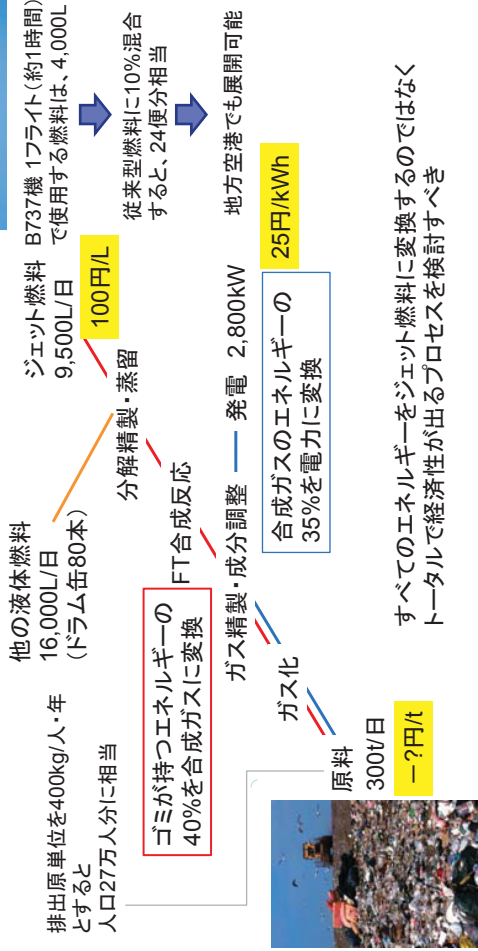 排出原単位を400kg/人・年
とすると
人口27万人分に相当
他の液体燃料
16,000L/日
（ドラム缶80本）
ジェット燃料
9,500L/日
100円/L
B737機 1フライト（約1時間）
で使用する燃料は、4,000L
従来型燃料に10%混合
すると、24便分相当
地方空港でも展開可能
ゴミが持つエネルギーの
40%を合成ガスに変換
FT合成反応
分解精製・蒸留
原料
300t/日
－?円/t
ガス化
ガス精製・成分調整
発電 2,800kW
25円/kWh
合成ガスのエネルギーの
35%を電力に変換
すべてのエネルギーをジェット燃料に変換するのではなく
トータルで経済性が出るプロセスを検討すべき